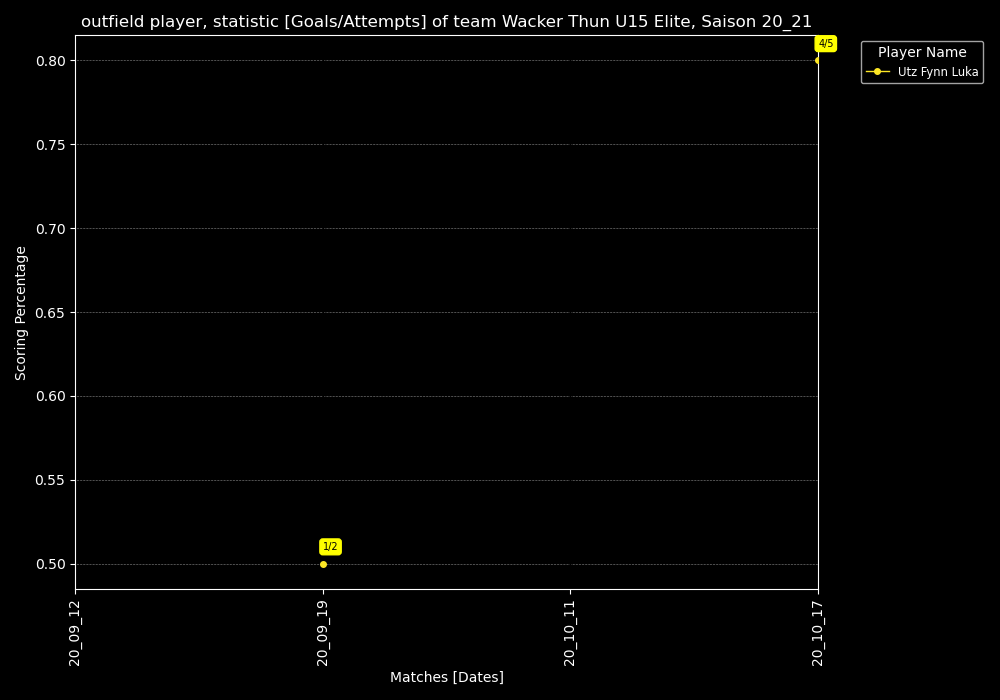 outfield player, statistic [Goals/Attempts] of team Wacker Thun U15 Elite, Saison 20_21
4/5
Player Name
Utz Fynn Luka
0.80
0.75
0.70
0.65
0.60
0.55
0.50
Scoring Percentage
1/2
20_09_12
20_09_19
20_10_11
20_10_17
Matches [Dates]